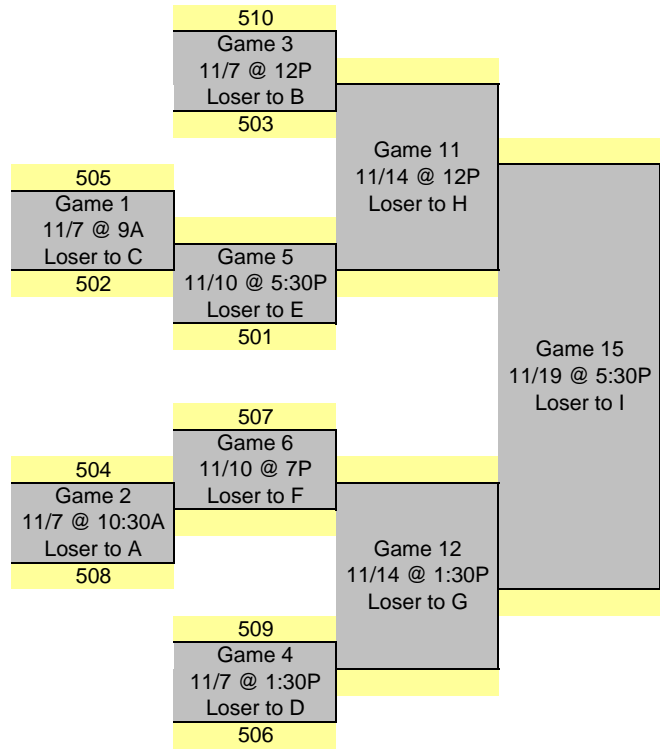 510
Game 3
11/7 @ 12P
Loser to B
503
Game 11
11/14 @ 12P
Loser to H
505
Game 1
11/7 @ 9A
Loser to C
502
Game 5
11/10 @ 5:30P
Loser to E
501
Game 15
11/19 @ 5:30P
Loser to I
507
Game 6
11/10 @ 7P
Loser to F
504
Game 2
11/7 @ 10:30A
Loser to A
508
Game 12
11/14 @ 1:30P
Loser to G
509
Game 4
11/7 @ 1:30P
Loser to D
506